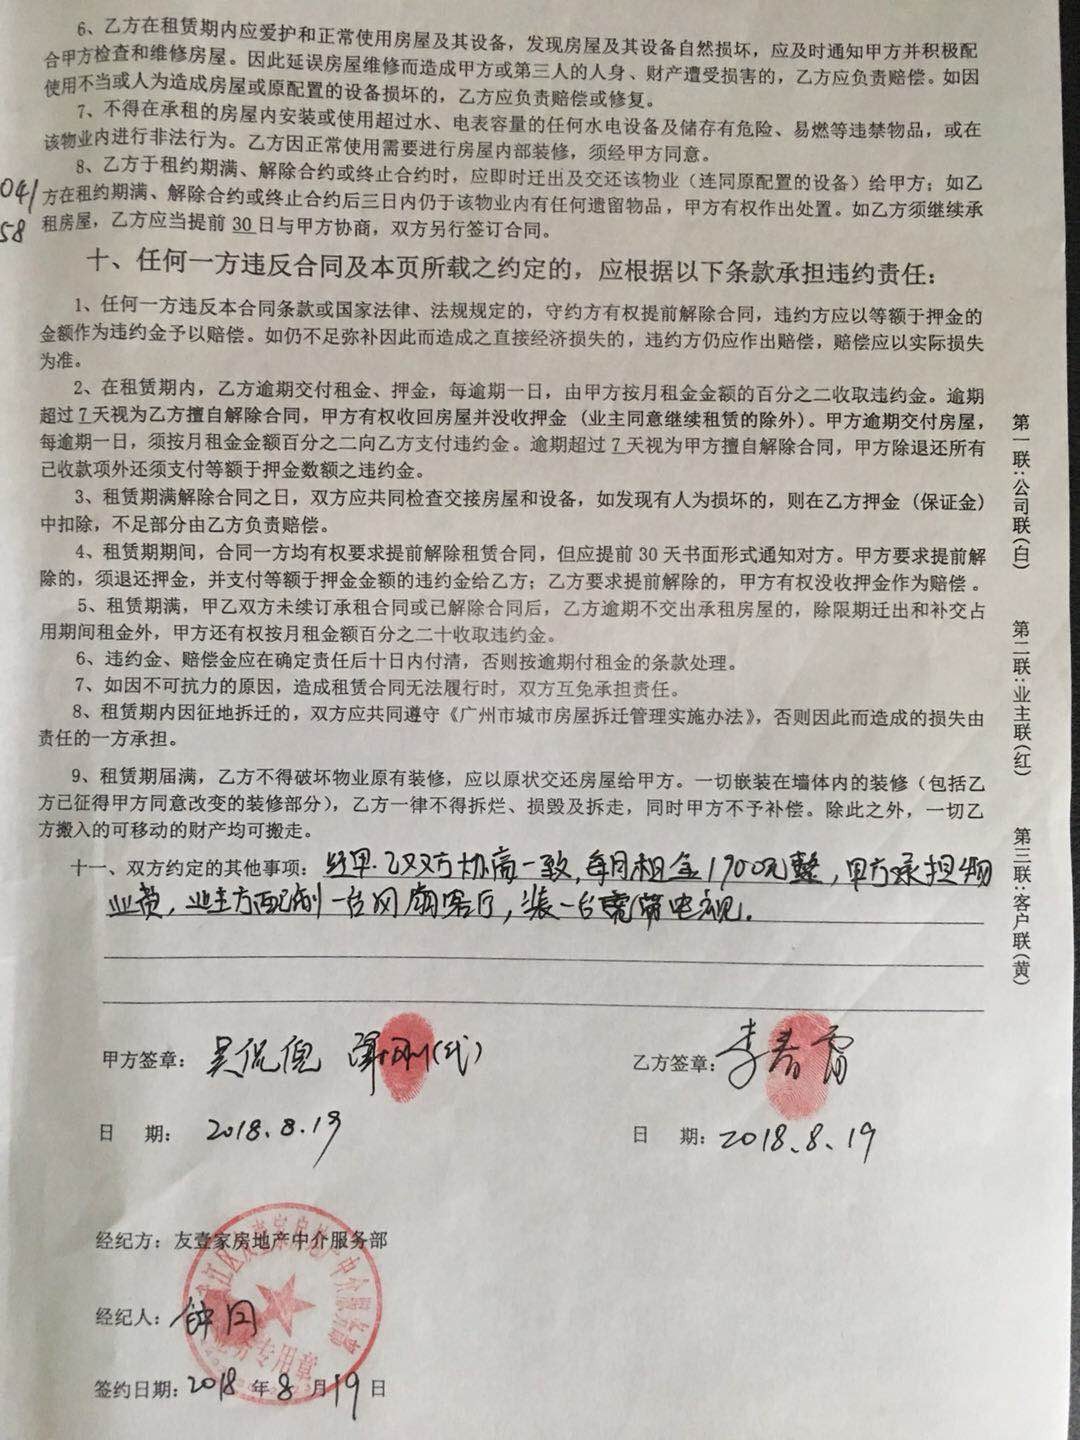 6、乙方在租赁期内应爱护和正常使用房屋及其设备，发现房屋及其设备自然损坏，应及时通知甲方并积极配
合甲方检查和维修房屋。因此延误房屋维修而造成甲方或第三人的人身、财产遭受损害的，乙方应负责赔偿。如因
使用不当或人为造成房屋或原配置的设备损坏的，乙方应负责赔偿或修复。
7、不得在承租的房屋内安装或使用超过水、电表容量的任何水电设备及储存有危险、易燃等违禁物品，或在
该物业内进行非法行为。乙方因正常使用需要进行房屋内部装修，须经甲方同意。
8、乙方于租约期满、解除合约或终止合约时，应即时迁出及交还该物业（连同原配置的设备）给甲方；如乙
方在租约期满、解除合约或终止合约后三日内仍于该物业内有任何遗留物品，甲方有权作出处置。如乙方须继续承
租房屋，乙方应当提前 30 日与甲方协商，双方另行签订合同。
041
58
十、任何一方违反合同及本页所载之约定的，应根据以下条款承担违约责任：
1、任何一方违反本合同条款或国家法律、法规规定的，守约方有权提前解除合同，违约方应以等额于押金的
金额作为违约金予以赔偿。如仍不足弥补因此而造成之直接经济损失的，违约方仍应作出赔偿，赔偿应以实际损失
为准。
2、在租赁期内，乙方逾期交付租金、押金，每逾期一日，由甲方按月租金金额的百分之二收取违约金。逾期
超过 7 天视为乙方擅自解除合同，甲方有权收回房屋并没收押金（业主同意继续租赁的除外）。甲方逾期交付房屋，
每逾期一日，须按月租金金额百分之二向乙方支付违约金。逾期超过 7 天视为甲方擅自解除合同，甲方除退还所有
已收款项外还须支付等额于押金数额之违约金。
3、租赁期满解除合同之日，双方应共同检查交接房屋和设备，如发现有人为损坏的，则在乙方押金（保证金）
中扣除，不足部分由乙方负责赔偿。
4、租赁期期间，合同一方均有权要求提前解除租赁合同，但应提前 30 天书面形式通知对方。甲方要求提前解
除的，须退还押金，并支付等额于押金金额的违约金给乙方；乙方要求提前解除的，甲方有权没收押金作为赔偿。
5、租赁期满，甲乙双方未续订承租合同或已解除合同后，乙方逾期不交出承租房屋的，除限期迁出和补交占
用期间租金外，甲方还有权按月租金额百分之二十收取违约金。
6、违约金、赔偿金应在确定责任后十日内付清，否则按逾期付租金的条款处理。
7、如因不可抗力的原因，造成租赁合同无法履行时，双方互免承担责任。
8、租赁期内因征地拆迁的，双方应共同遵守《广州市城市房屋拆迁管理实施办法》，否则因此而造成的损失由
责任的一方承担。
9、租赁期届满，乙方不得破坏物业原有装修，应以原状交还房屋给甲方。一切嵌装在墙体内的装修（包括乙
方已征得甲方同意改变的装修部分），乙方一律不得拆烂、损毁及拆走，同时甲方不予补偿。除此之外，一切乙
方搬入的可移动的财产均可搬走。
十一、双方约定的其他事项：经甲.乙双方协商一致，每月租金1900元整，甲方承担物
业费，业主方配制一台风扇客厅，装一台宽带电视.
第一联：公司联（白）
第二联：业主联（红）
第三联：客户联（黄）
甲方签章：吴侃倪 (代)
乙方签章：李春雷
日 期：2018.8.19
日 期：2018.8.19
经纪方：友壹家房地产中介服务部
经纪人：钟
签约日期：2018 年 8 月 19 日
专用章